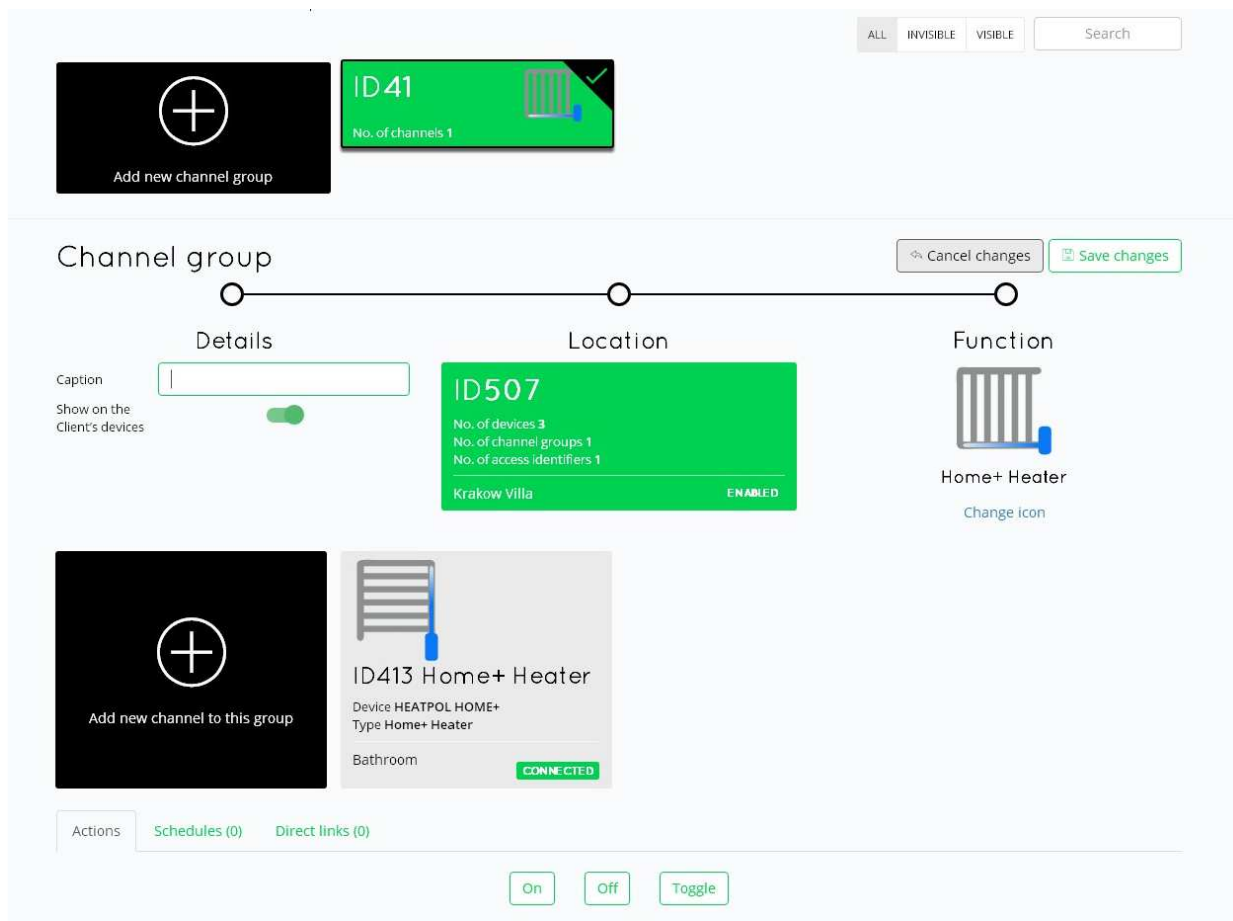 ALL INVISIBLE VISIBLE Search
ID41
No. of channels 1
Add new channel group
Channel group
Cancel changes Save changes
Details Location Function
Caption
Show on the
Client's devices
ID507
No. of devices 3
No. of channel groups 1
No. of access identifiers 1
Krakow Villa ENABLED
Home+ Heater
Change icon
Add new channel to this group
ID413 Home+ Heater
Device HEATPOL HOME+
Type Home+ Heater
Bathroom CONNECTED
Actions Schedules (0) Direct links (0)
On Off Toggle